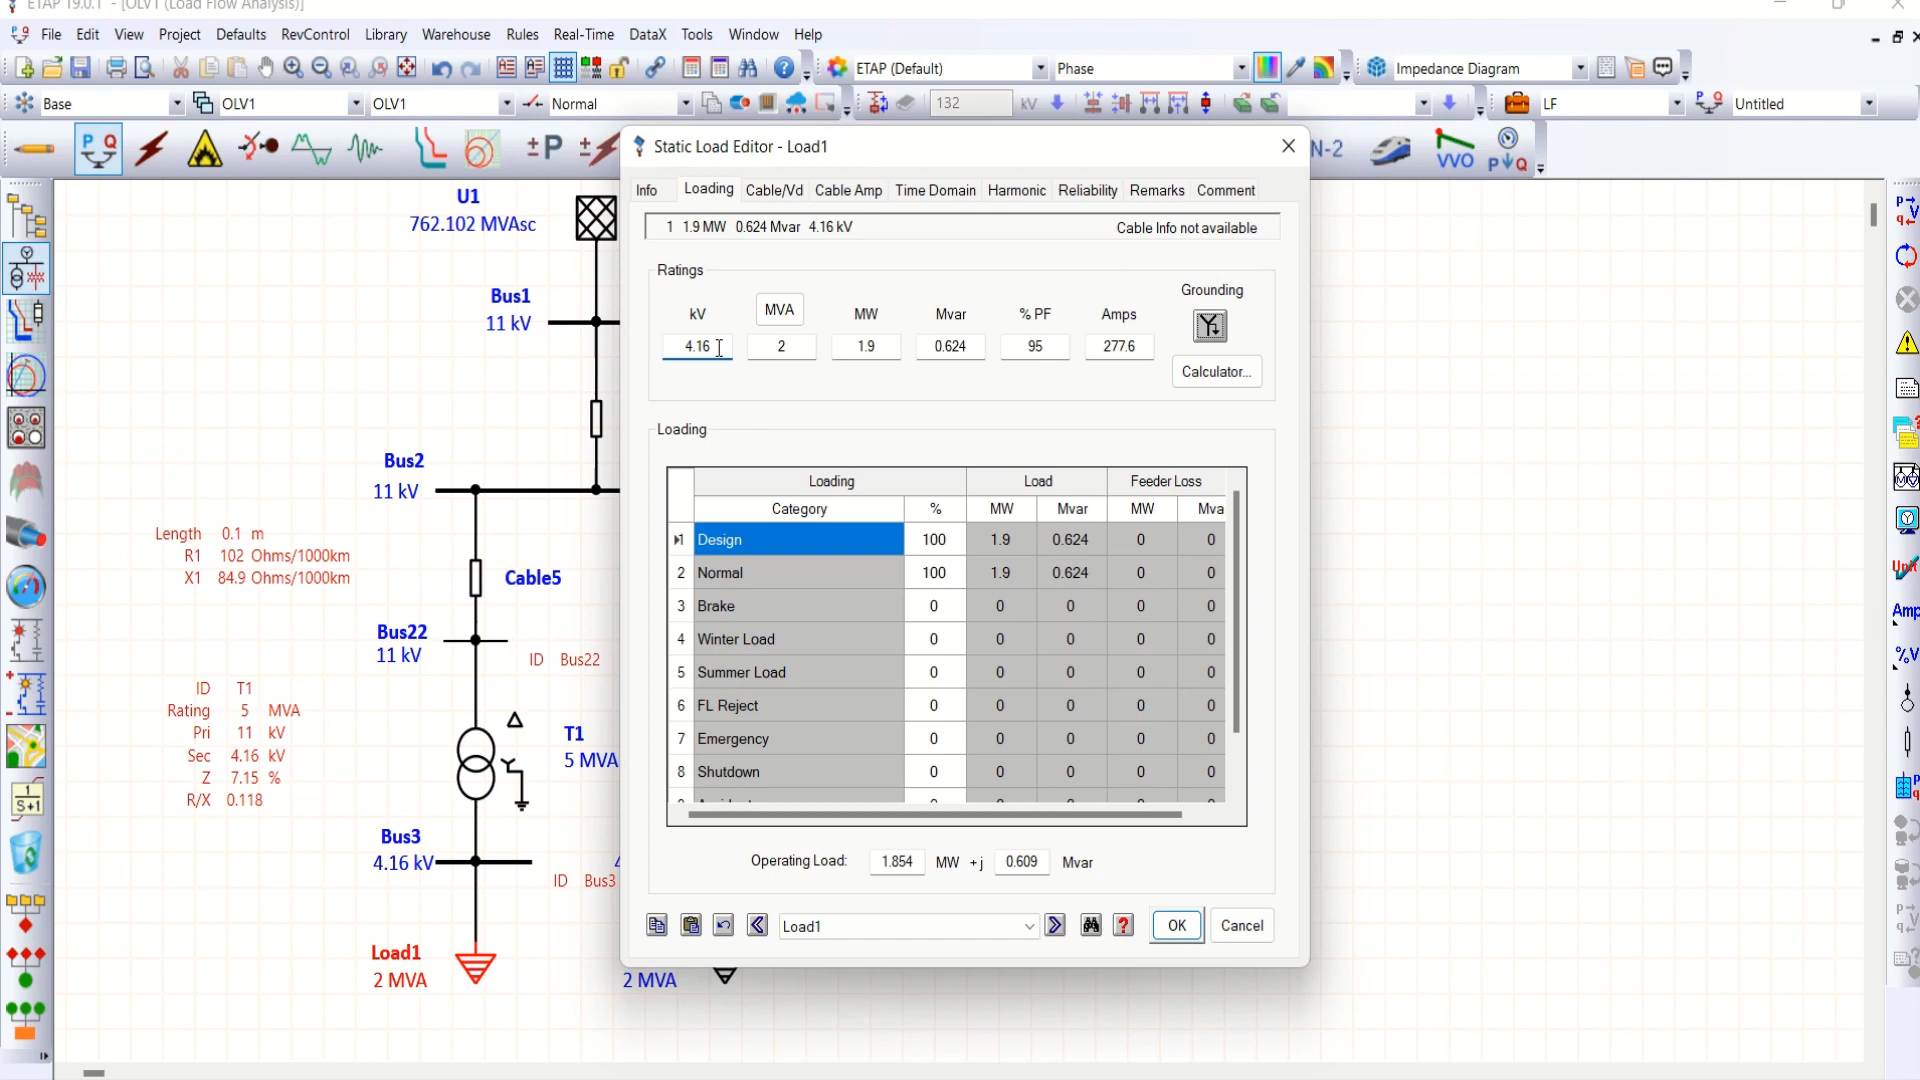 ETAP 19.0.1 - [OLV1 (Load Flow Analysis)]
File Edit View Project Defaults RevControl Library Warehouse Rules Real-Time DataX Tools Window Help
ETAP (Default) Phase Impedance Diagram
Base OLV1 OLV1 Normal 132 kV LF Untitled
P Q ±P ± N-2 VVO P Q
Static Load Editor - Load1
Info Loading Cable/Vd Cable Amp Time Domain Harmonic Reliability Remarks Comment
1 1.9 MW 0.624 Mvar 4.16 kV Cable Info not available
Ratings
Grounding
kV MVA MW Mvar % PF Amps
4.16 2 1.9 0.624 95 277.6
Calculator...
Loading
Loading Load Feeder Loss
Category % MW Mvar MW Mva
1 Design 100 1.9 0.624 0 0
2 Normal 100 1.9 0.624 0 0
3 Brake 0 0 0 0 0
4 Winter Load 0 0 0 0 0
5 Summer Load 0 0 0 0 0
6 FL Reject 0 0 0 0 0
7 Emergency 0 0 0 0 0
8 Shutdown 0 0 0 0 0
Operating Load: 1.854 MW +j 0.609 Mvar
Load1 OK Cancel
U1
762.102 MVAsc
Bus1
11 kV
Bus2
11 kV
Length 0.1 m
R1 102 Ohms/1000km
X1 84.9 Ohms/1000km
Cable5
Bus22
11 kV
ID Bus22
ID T1
Rating 5 MVA
Pri 11 kV
Sec 4.16 kV
Z 7.15 %
R/X 0.118
T1
5 MVA
Bus3
4.16 kV
ID Bus3
Load1
2 MVA
2 MVA
1
S+1
Amp
%V